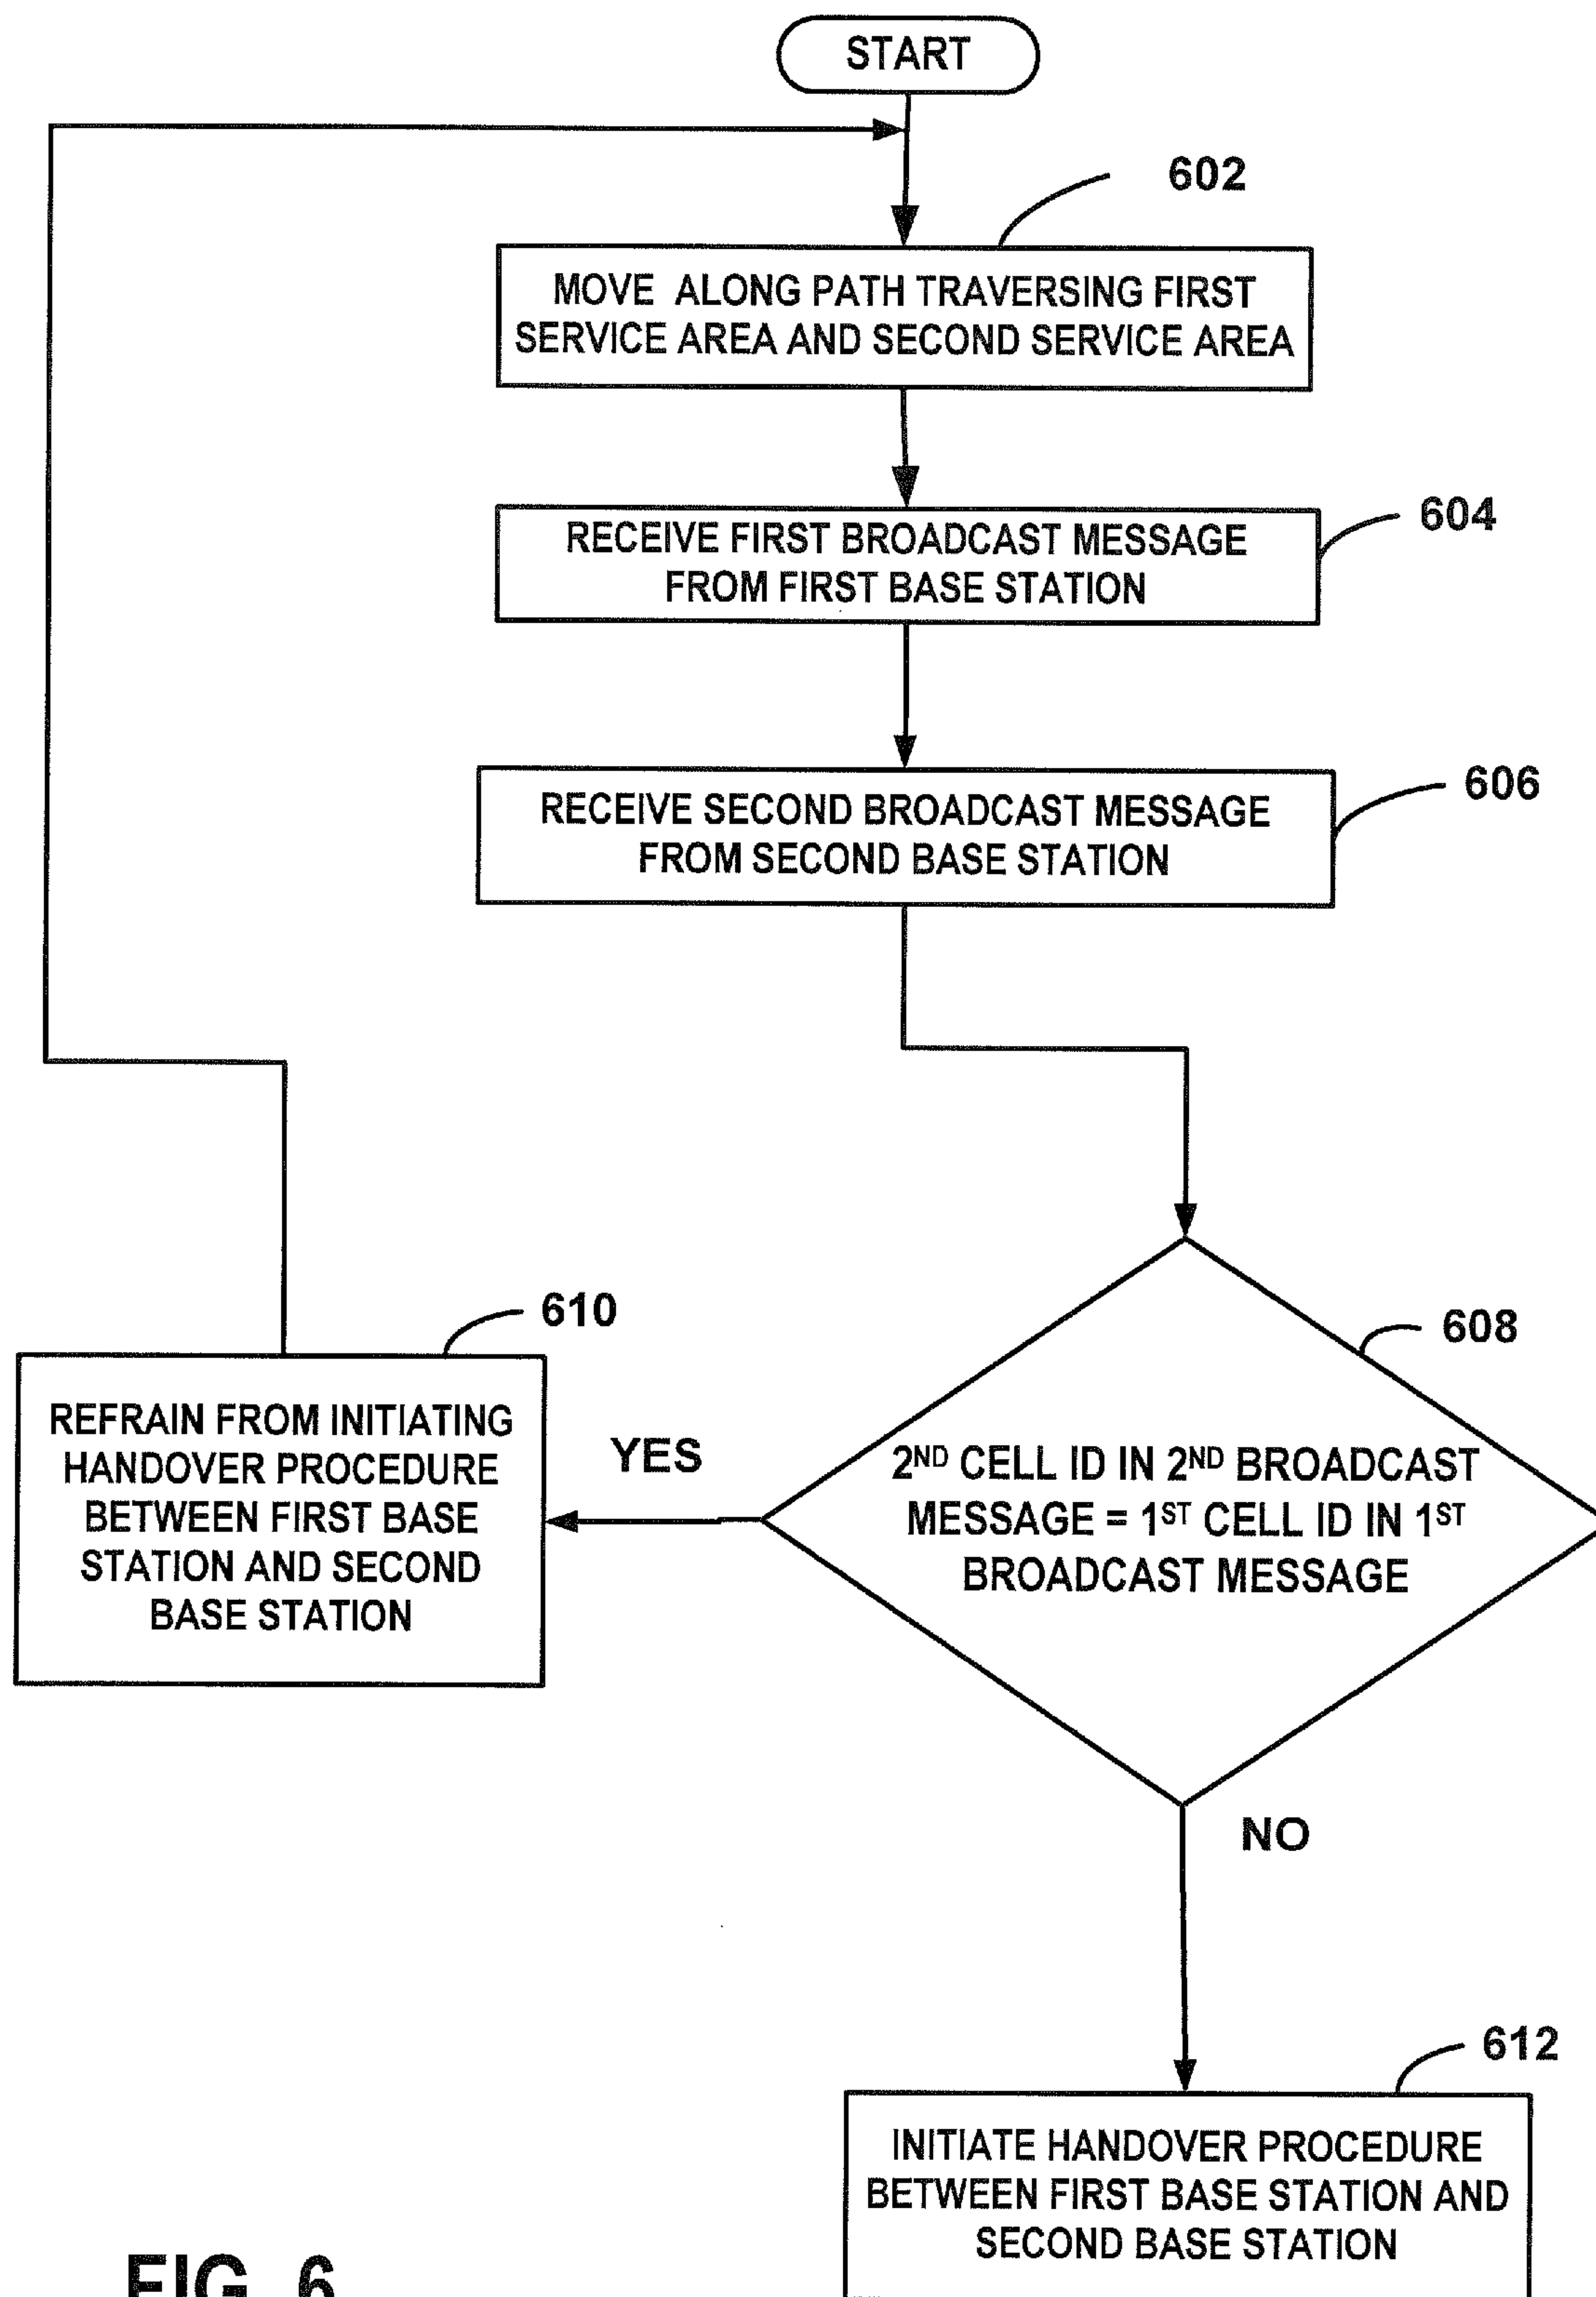 START
602
MOVE ALONG PATH TRAVERSING FIRST
SERVICE AREA AND SECOND SERVICE AREA
604
RECEIVE FIRST BROADCAST MESSAGE
FROM FIRST BASE STATION
606
RECEIVE SECOND BROADCAST MESSAGE
FROM SECOND BASE STATION
610
608
REFRAIN FROM INITIATING
HANDOVER PROCEDURE
BETWEEN FIRST BASE
STATION AND SECOND
BASE STATION
YES
2ND CELL ID IN 2ND BROADCAST
MESSAGE = 1ST CELL ID IN 1ST
BROADCAST MESSAGE
NO
612
INITIATE HANDOVER PROCEDURE
BETWEEN FIRST BASE STATION AND
SECOND BASE STATION
FIG. 6